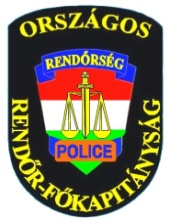 ORSZÁGOS
RENDŐRSÉG
POLICE
RENDŐR-FŐKAPITÁNYSÁG